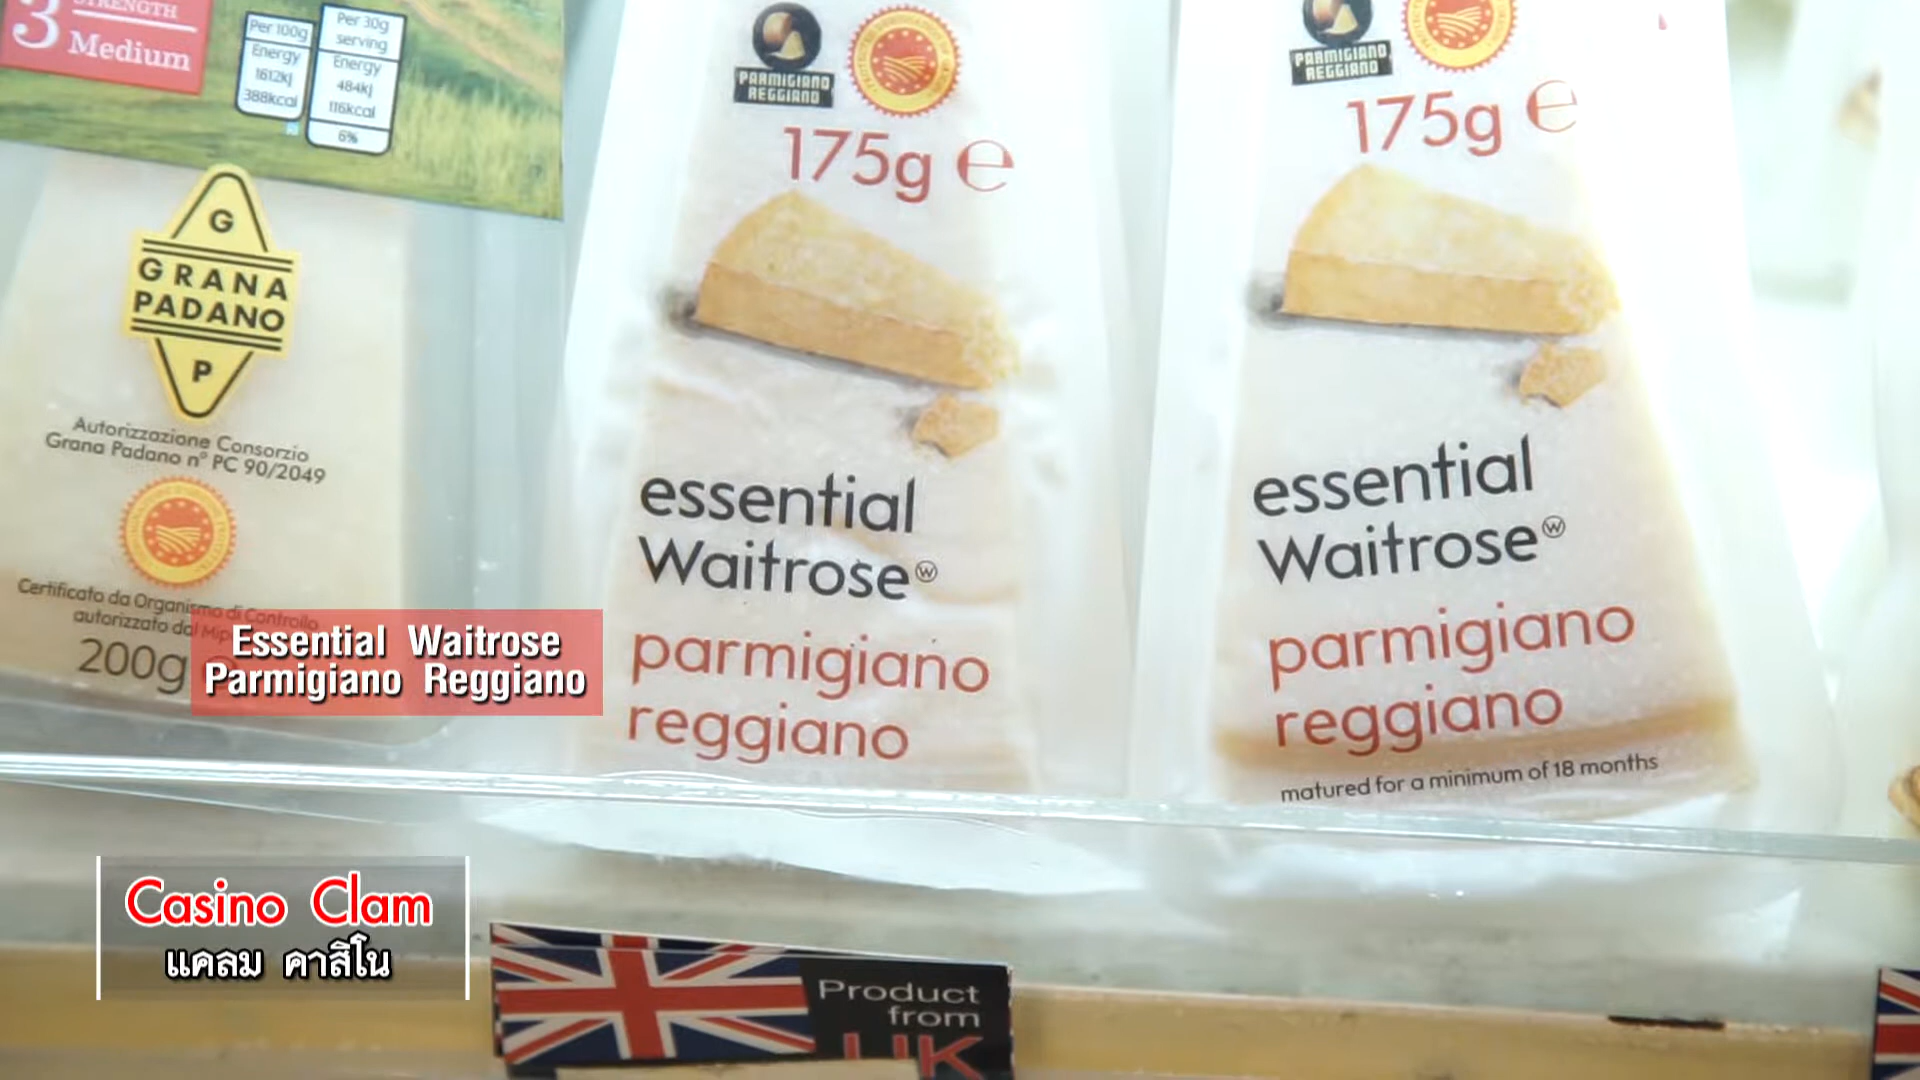 3 STRENGTH
Medium
Per 100g
Energy
1612kJ
388kcal
Per 30g
serving
Energy
484kJ
116kcal
6%
G
GRANA
PADANO
P
Autorizzazione Consorzio
Grana Padano n° PC 90/2049
Certificato da Organismo di Controllo
autorizzato dal Mip
200g
PARMIGIANO
REGGIANO
175g e
essential
Waitrose
parmigiano
reggiano
PARMIGIANO
REGGIANO
175g e
essential
Waitrose
parmigiano
reggiano
matured for a minimum of 18 months
Essential Waitrose
Parmigiano Reggiano
Casino Clam
แคลม คาสิโน
Product
from
UK